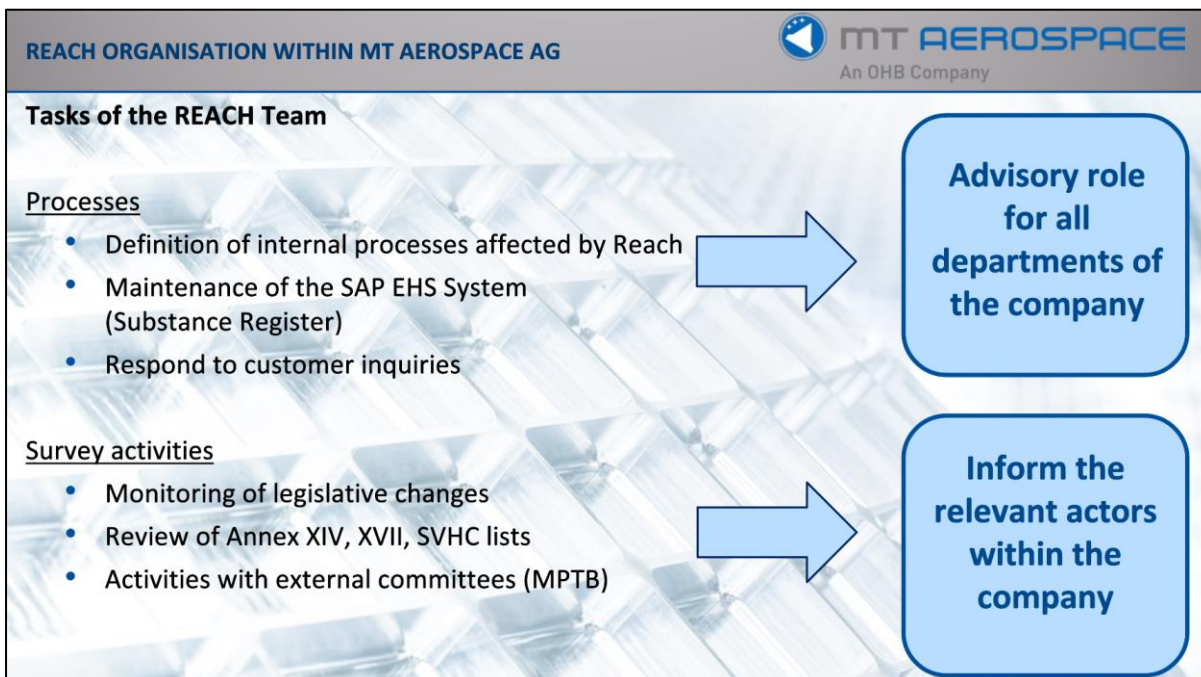 REACH ORGANISATION WITHIN MT AEROSPACE AG
MT AEROSPACE
An OHB Company
Tasks of the REACH Team
Processes
• Definition of internal processes affected by Reach
• Maintenance of the SAP EHS System
(Substance Register)
• Respond to customer inquiries
Advisory role
for all
departments of
the company
Survey activities
• Monitoring of legislative changes
• Review of Annex XIV, XVII, SVHC lists
• Activities with external committees (MPTB)
Inform the
relevant actors
within the
company